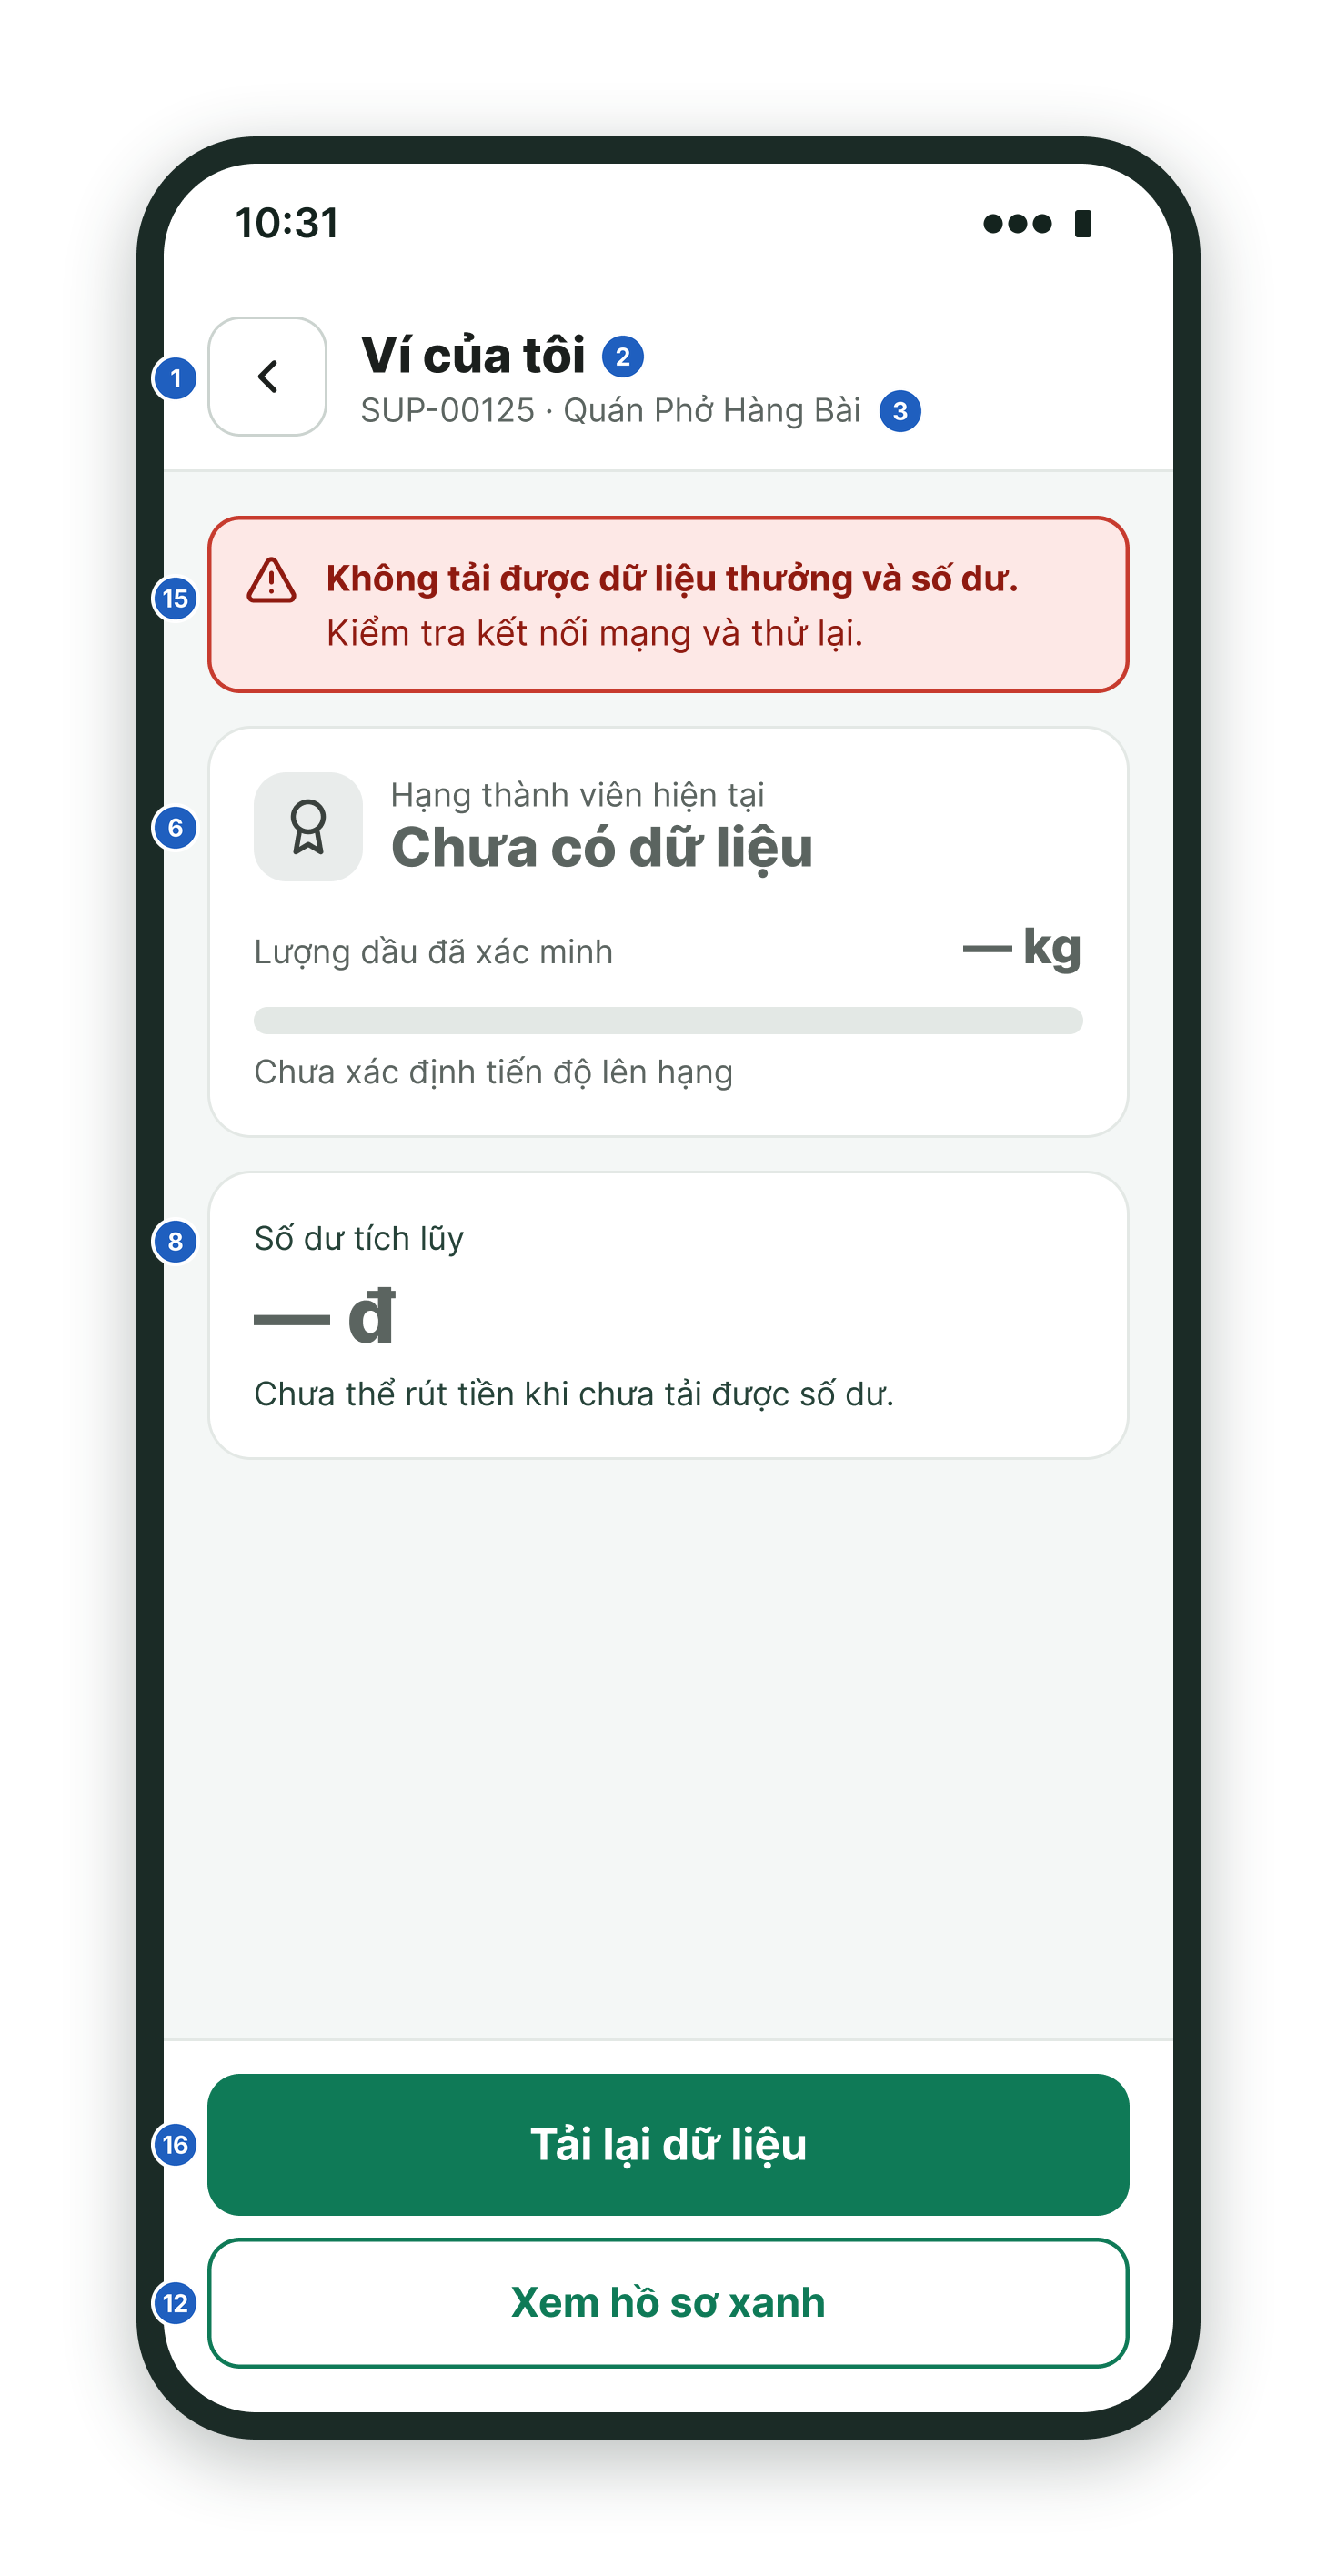 10:31
1
Ví của tôi 2
SUP-00125 · Quán Phở Hàng Bài 3
15
Không tải được dữ liệu thưởng và số dư.
Kiểm tra kết nối mạng và thử lại.
6
Hạng thành viên hiện tại
Chưa có dữ liệu
Lượng dầu đã xác minh — kg
Chưa xác định tiến độ lên hạng
8
Số dư tích lũy
— đ
Chưa thể rút tiền khi chưa tải được số dư.
16 Tải lại dữ liệu
12 Xem hồ sơ xanh